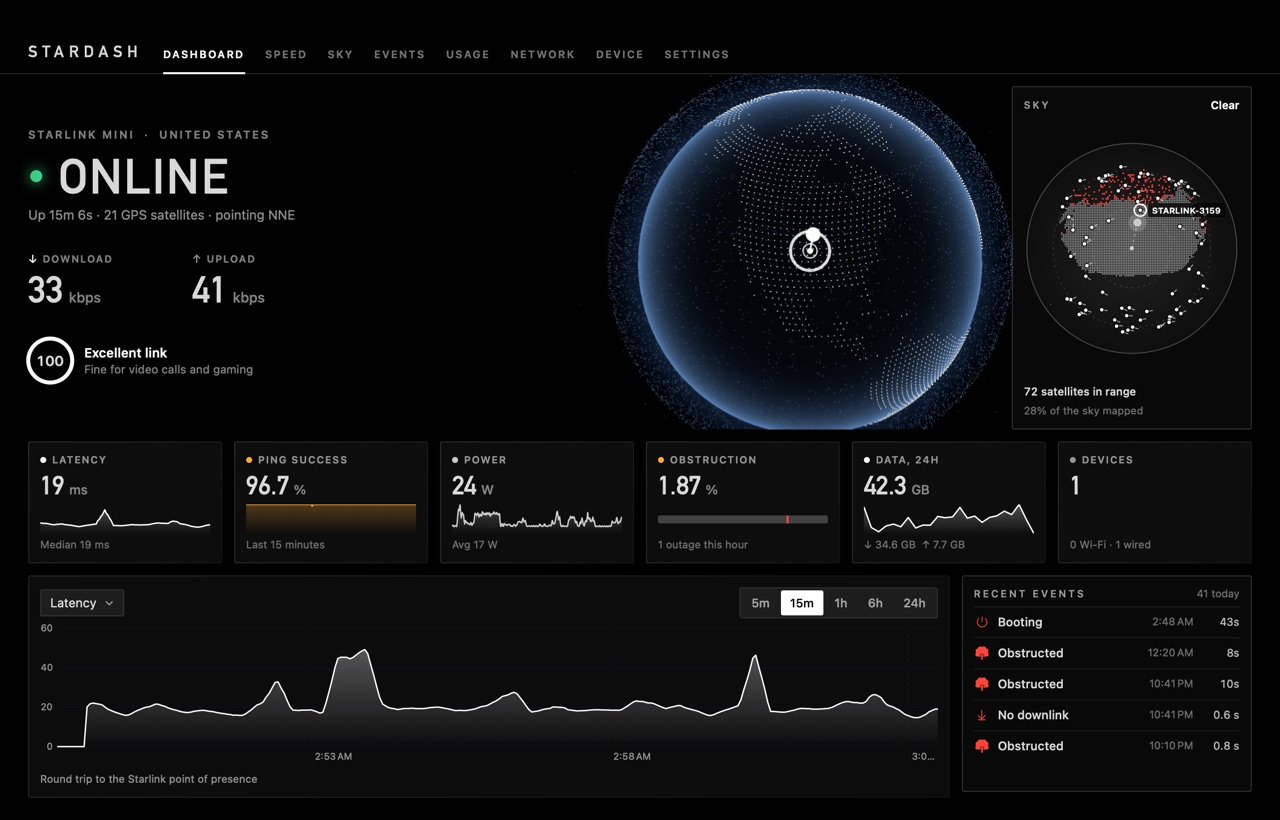 STARDASH
DASHBOARD SPEED SKY EVENTS USAGE NETWORK DEVICE SETTINGS
STARLINK MINI · UNITED STATES
ONLINE
Up 15m 6s · 21 GPS satellites · pointing NNE
↓ DOWNLOAD
33 kbps
↑ UPLOAD
41 kbps
100
Excellent link
Fine for video calls and gaming
SKY
Clear
STARLINK-3159
72 satellites in range
28% of the sky mapped
LATENCY
19 ms
Median 19 ms
PING SUCCESS
96.7 %
Last 15 minutes
POWER
24 W
Avg 17 W
OBSTRUCTION
1.87 %
1 outage this hour
DATA, 24H
42.3 GB
↓ 34.6 GB ↑ 7.7 GB
DEVICES
1
0 Wi-Fi · 1 wired
Latency
5m 15m 1h 6h 24h
60
40
20
0
2:53 AM 2:58 AM 3:0...
Round trip to the Starlink point of presence
RECENT EVENTS 41 today
Booting 2:48 AM 43s
Obstructed 12:20 AM 8s
Obstructed 10:41 PM 10s
No downlink 10:41 PM 0.6 s
Obstructed 10:10 PM 0.8 s